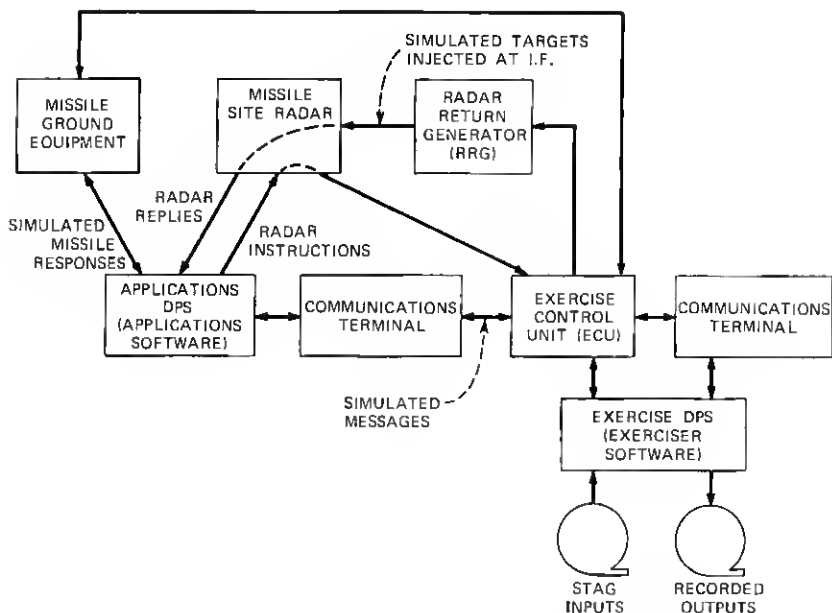 SIMULATED TARGETS
INJECTED AT I.F.
MISSILE
GROUND
EQUIPMENT
MISSILE
SITE RADAR
RADAR
RETURN
GENERATOR
(RRG)
RADAR
REPLIES
RADAR
INSTRUCTIONS
SIMULATED
MISSILE
RESPONSES
APPLICATIONS
DPS
(APPLICATIONS
SOFTWARE)
COMMUNICATIONS
TERMINAL
EXERCISE
CONTROL
UNIT (ECU)
COMMUNICATIONS
TERMINAL
SIMULATED
MESSAGES
EXERCISE DPS
(EXERCISER
SOFTWARE)
STAG
INPUTS
RECORDED
OUTPUTS